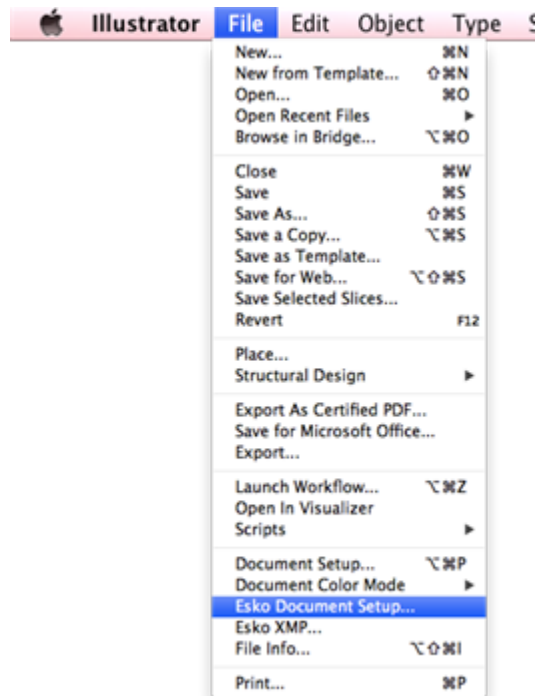 Illustrator File Edit Object Type S
New... ⌘N
New from Template... ⇧⌘N
Open... ⌘O
Open Recent Files ▶
Browse in Bridge... ⌥⌘O
Close ⌘W
Save ⌘S
Save As... ⇧⌘S
Save a Copy... ⌥⌘S
Save as Template...
Save for Web... ⌥⇧⌘S
Save Selected Slices...
Revert F12
Place...
Structural Design ▶
Export As Certified PDF...
Save for Microsoft Office...
Export...
Launch Workflow... ⌥⌘Z
Open In Visualizer
Scripts ▶
Document Setup... ⌥⌘P
Document Color Mode ▶
Esko Document Setup...
Esko XMP...
File Info... ⌥⇧⌘I
Print... ⌘P